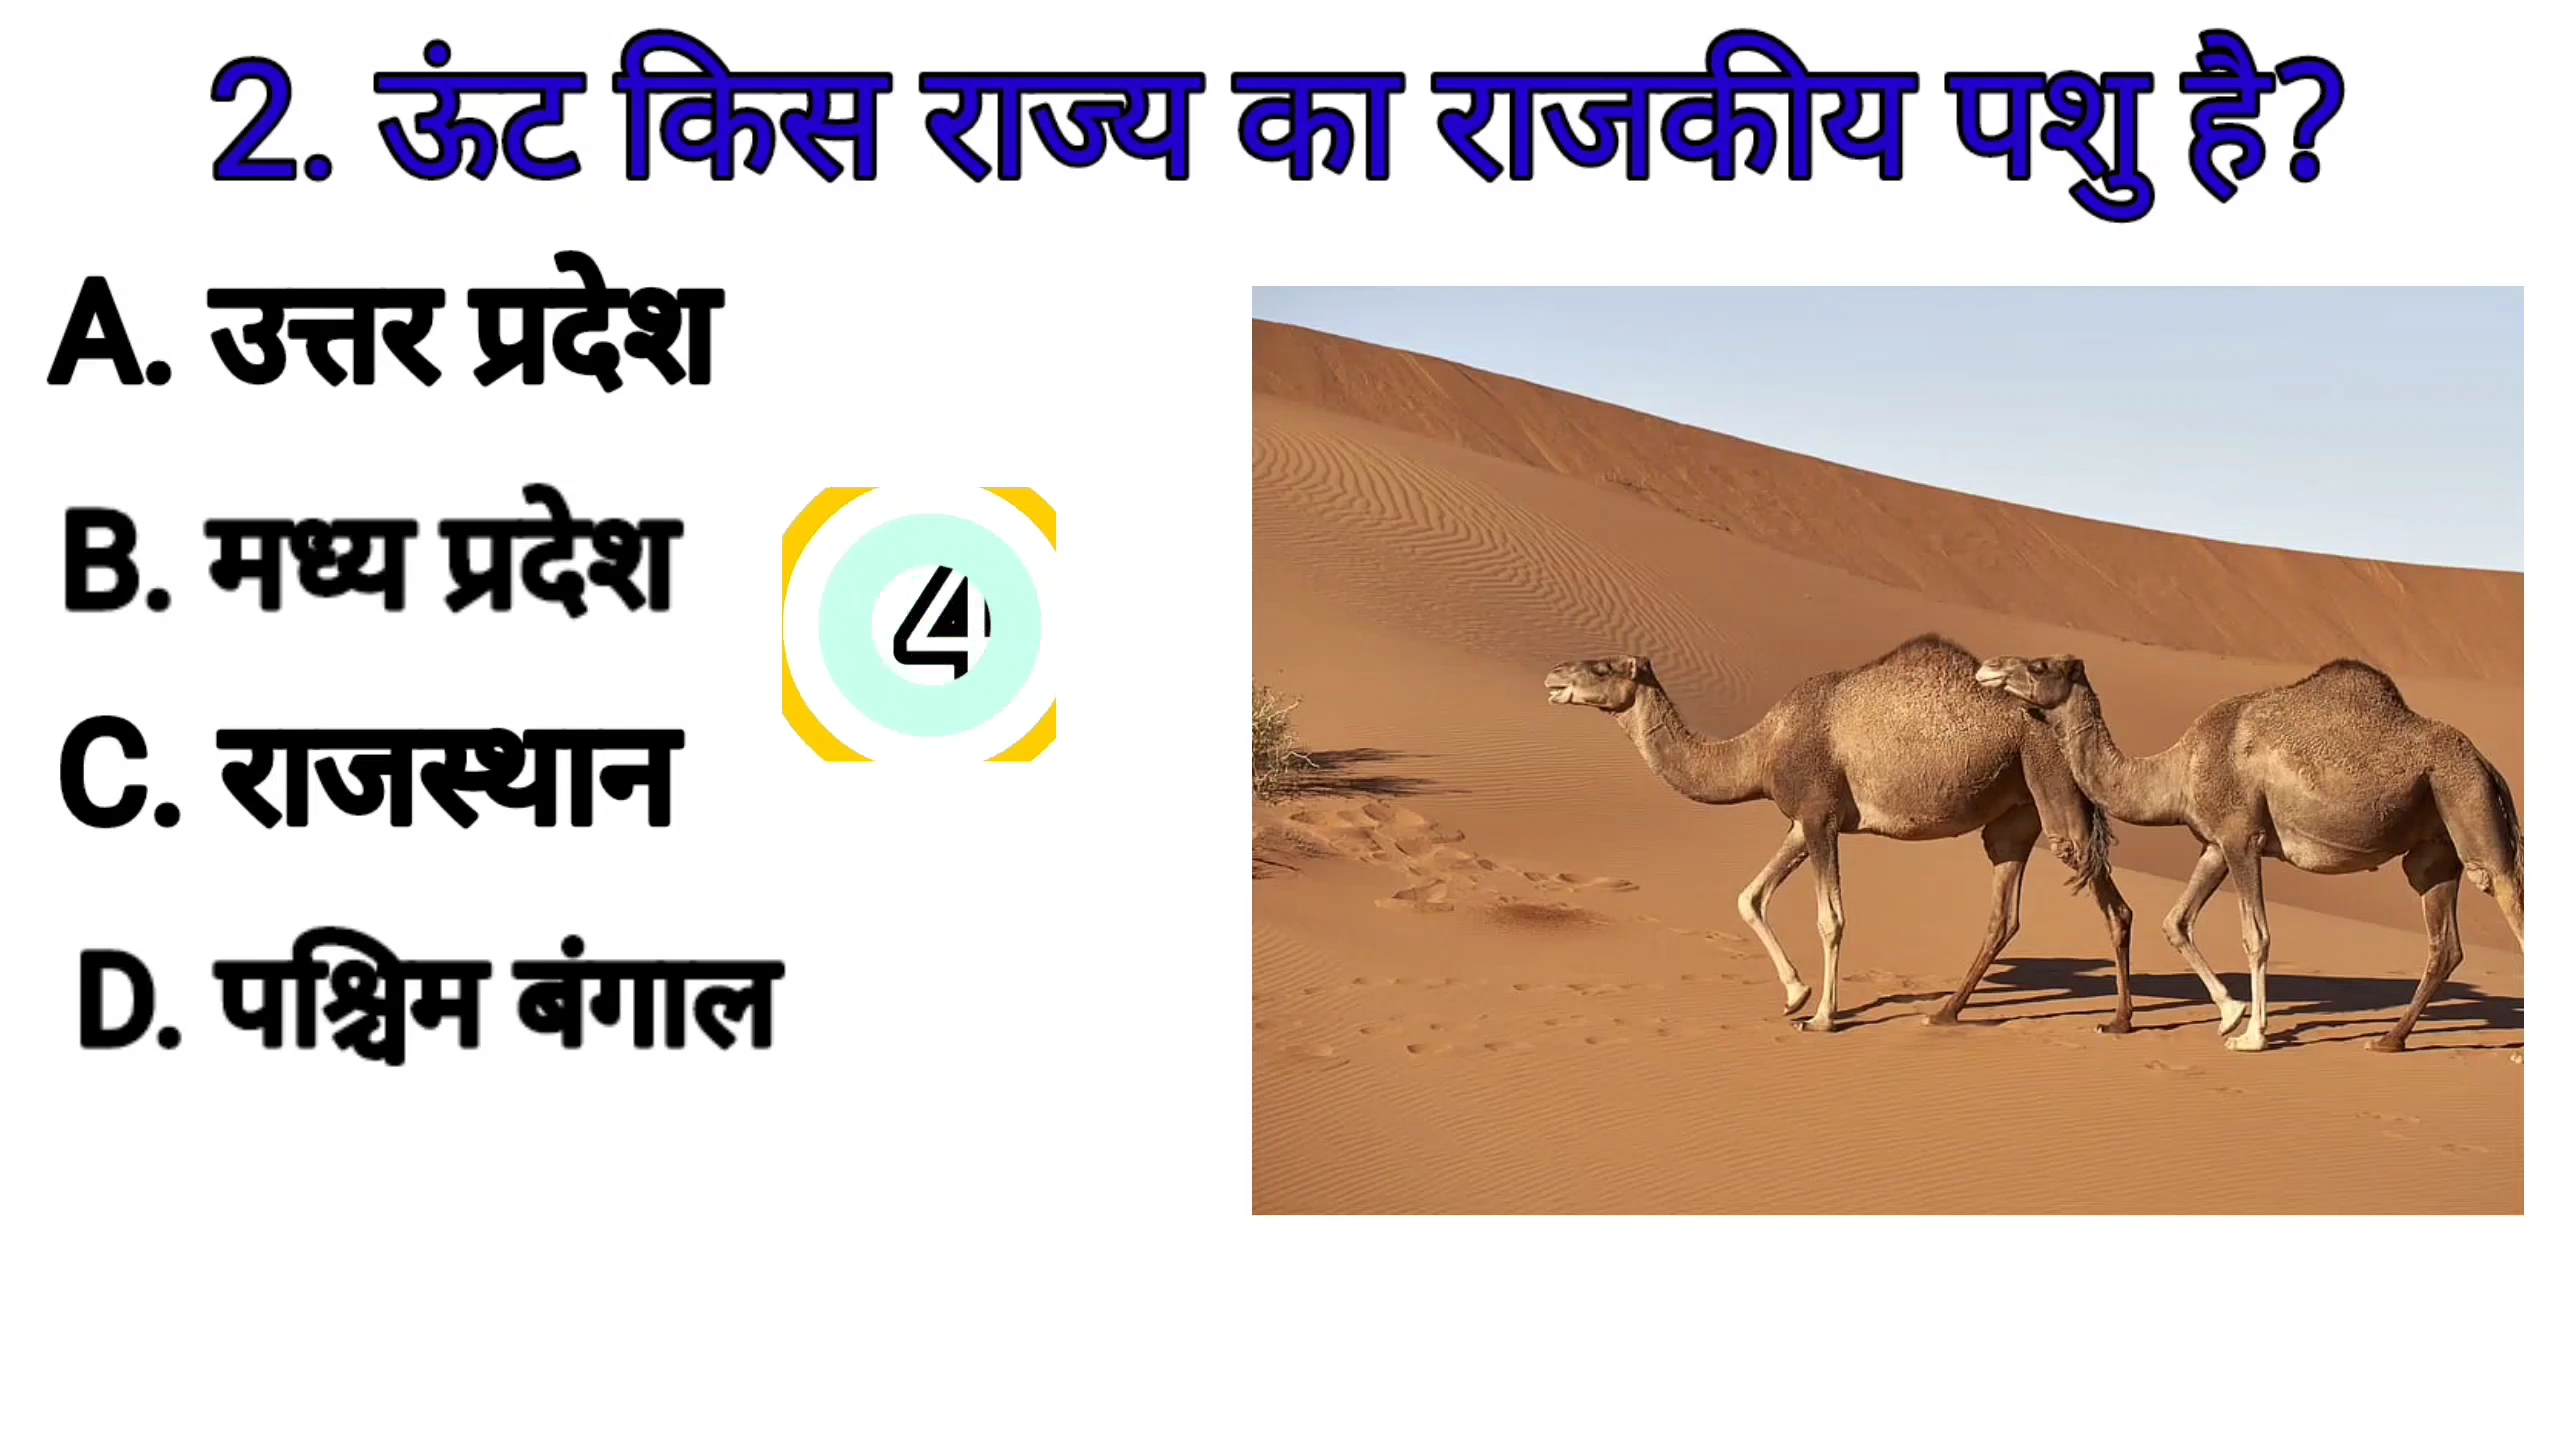 2. ऊंट किस राज्य का राजकीय पशु है?
A. उत्तर प्रदेश
B. मध्य प्रदेश
4
C. राजस्थान
D. पश्चिम बंगाल